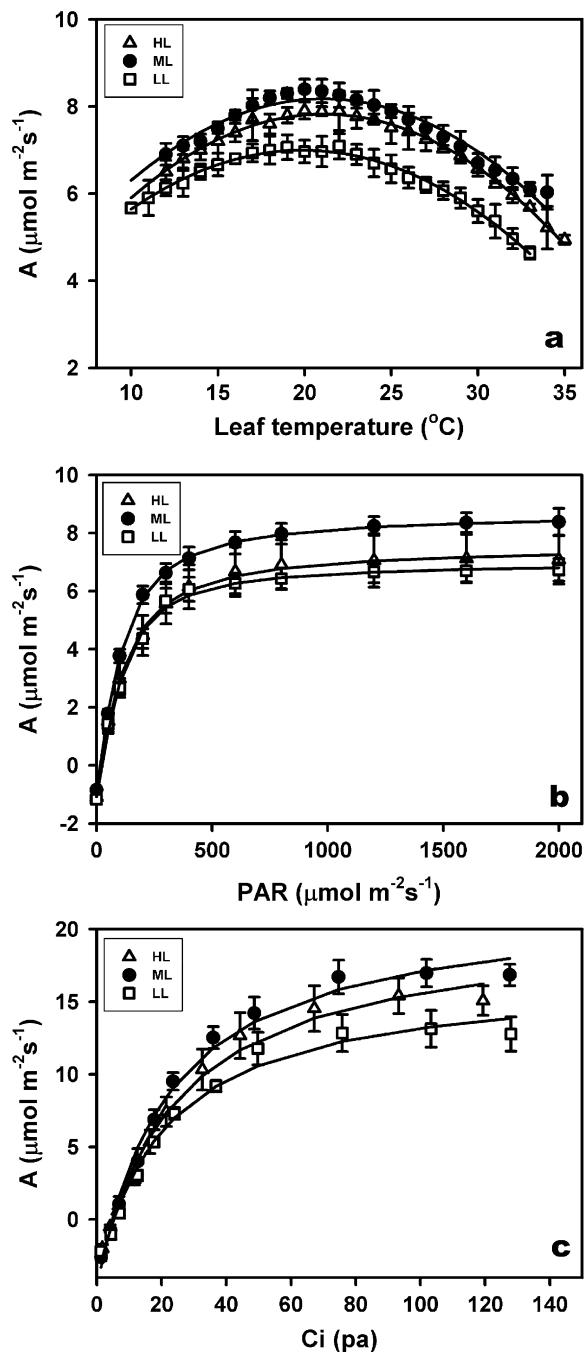 HL
ML
LL
10
8
6
4
2
A (μmol m⁻²s⁻¹)
a
10 15 20 25 30 35
Leaf temperature (°C)
HL
ML
LL
10
8
6
4
2
0
-2
A (μmol m⁻²s⁻¹)
b
0 500 1000 1500 2000
PAR (μmol m⁻²s⁻¹)
HL
ML
LL
20
15
10
5
0
A (μmol m⁻²s⁻¹)
c
0 20 40 60 80 100 120 140
Ci (pa)